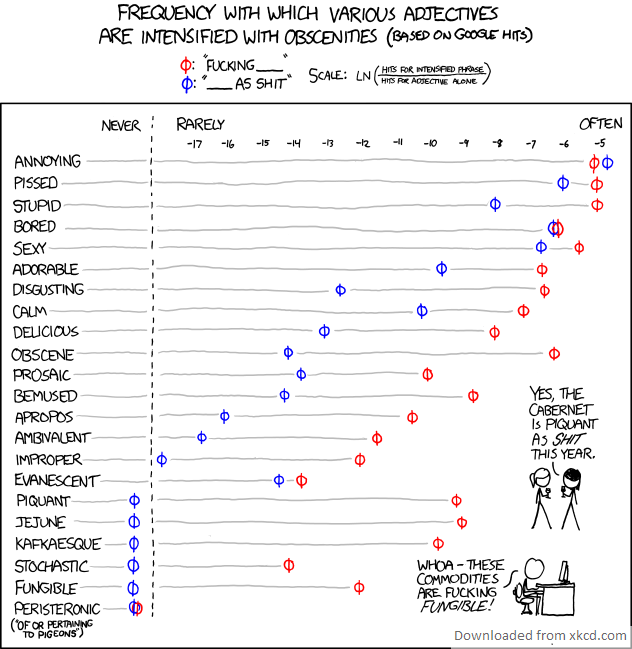 FREQUENCY WITH WHICH VARIOUS ADJECTIVES
ARE INTENSIFIED WITH OBSCENITIES (BASED ON GOOGLE HITS)
: "FUCKING ___"
: "___ AS SHIT"
SCALE: LN (HITS FOR INTENSIFIED PHRASE / HITS FOR ADJECTIVE ALONE)
NEVER RARELY OFTEN
-17 -16 -15 -14 -13 -12 -11 -10 -9 -8 -7 -6 -5
ANNOYING
PISSED
STUPID
BORED
SEXY
ADORABLE
DISGUSTING
CALM
DELICIOUS
OBSCENE
PROSAIC
BEMUSED
APROPOS
AMBIVALENT
IMPROPER
EVANESCENT
PIQUANT
JEJUNE
KAFKAESQUE
STOCHASTIC
FUNGIBLE
PERISTERONIC
("OF OR PERTAINING
TO PIGEONS")
YES, THE
CABERNET
IS PIQUANT
AS SHIT
THIS YEAR.
WHOA - THESE
COMMODITIES
ARE FUCKING
FUNGIBLE!
Downloaded from xkcd.com